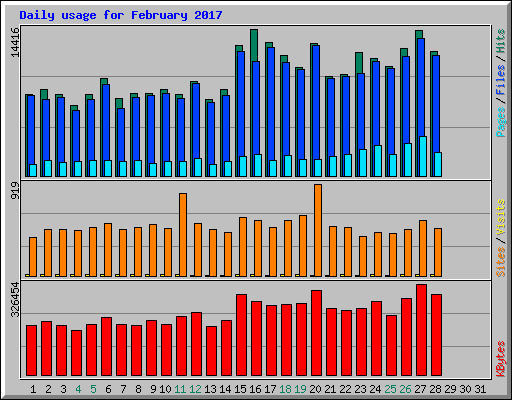 Daily usage for February 2017
14416
Pages / Files / Hits
919
Sites / Visits
326454
KBytes
1 2 3 4 5 6 7 8 9 10 11 12 13 14 15 16 17 18 19 20 21 22 23 24 25 26 27 28 29 30 31